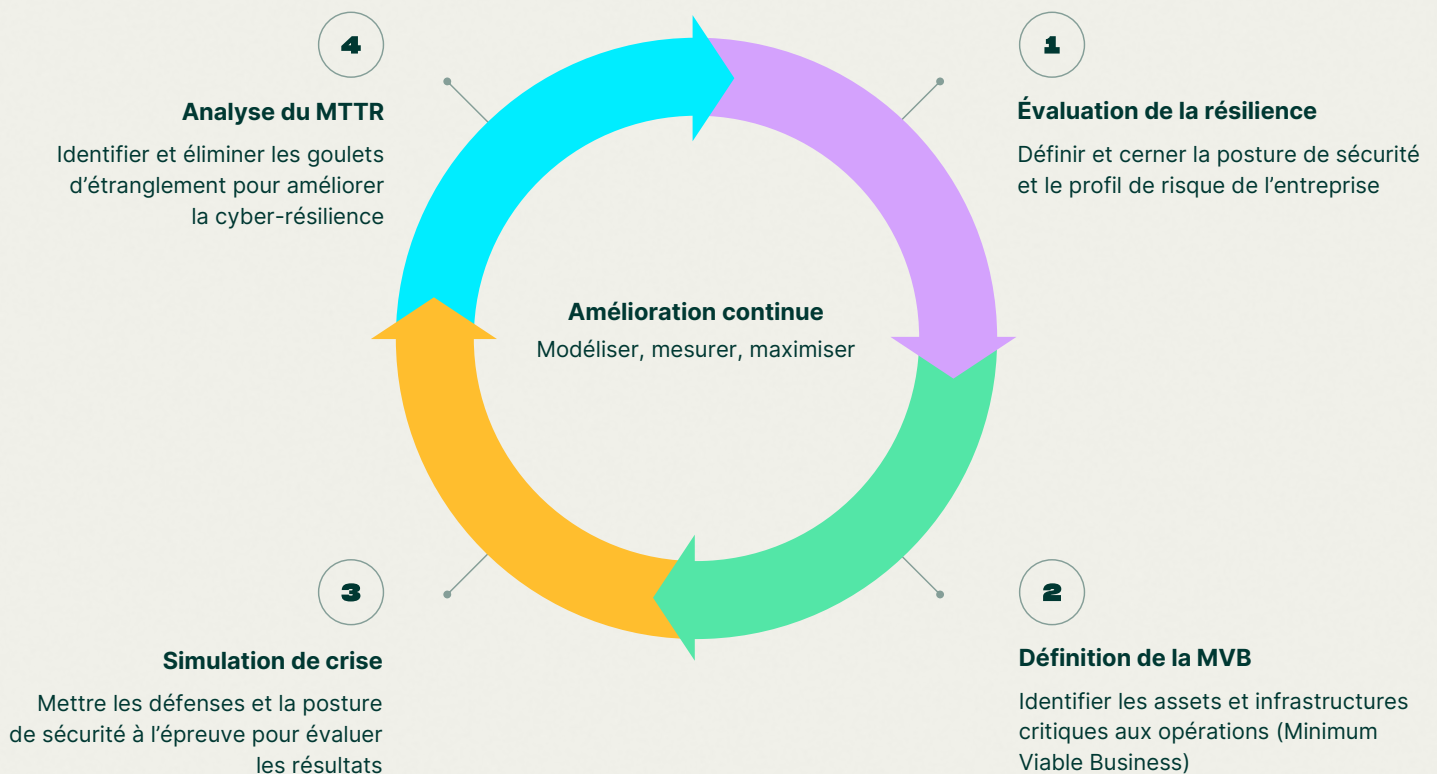 1
Évaluation de la résilience
Définir et cerner la posture de sécurité
et le profil de risque de l’entreprise
2
Définition de la MVB
Identifier les assets et infrastructures
critiques aux opérations (Minimum
Viable Business)
3
Simulation de crise
Mettre les défenses et la posture
de sécurité à l’épreuve pour évaluer
les résultats
4
Analyse du MTTR
Identifier et éliminer les goulets
d’étranglement pour améliorer
la cyber-résilience
Amélioration continue
Modéliser, mesurer, maximiser